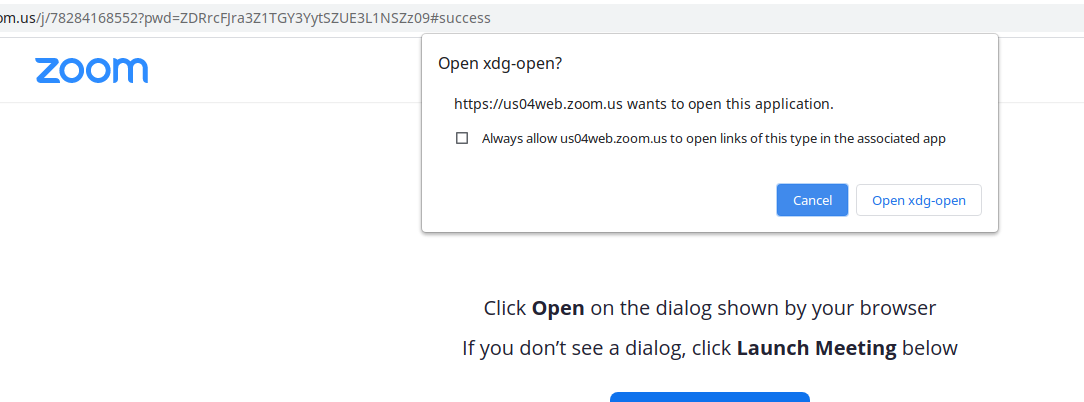 om.us/j/78284168552?pwd=ZDRrcFJra3Z1TGY3YytSZUE3L1NSZz09#success
zoom
Open xdg-open?
https://us04web.zoom.us wants to open this application.
Always allow us04web.zoom.us to open links of this type in the associated app
Cancel
Open xdg-open
Click Open on the dialog shown by your browser
If you don’t see a dialog, click Launch Meeting below